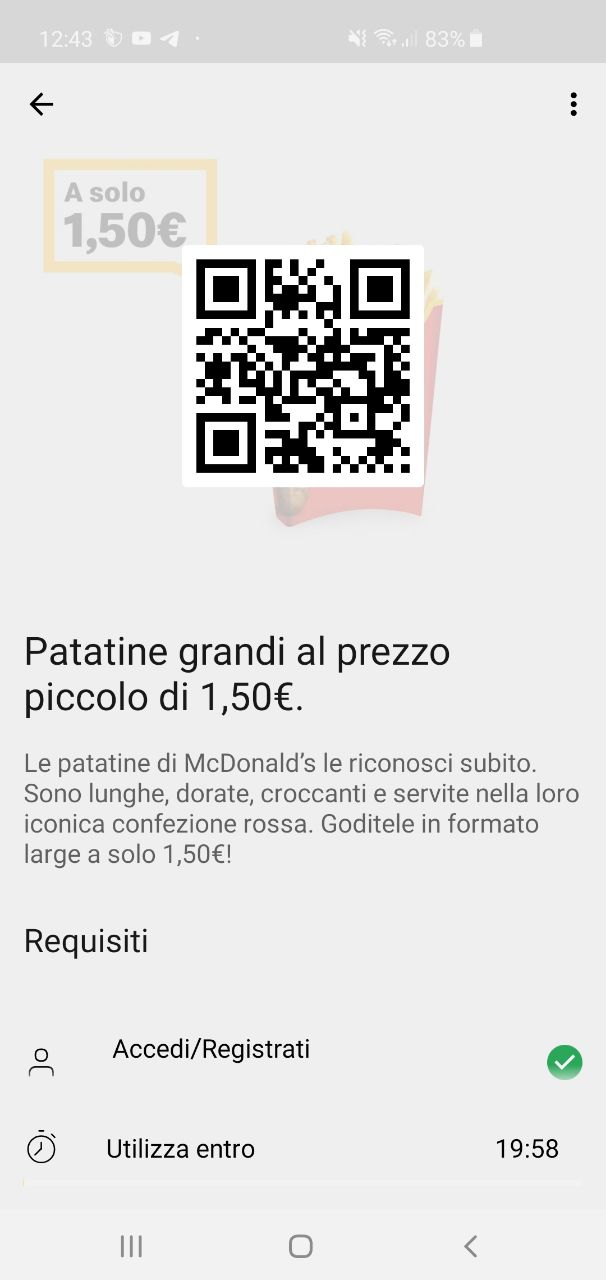 12:43
83%
A solo
1,50€
Patatine grandi al prezzo
piccolo di 1,50€.
Le patatine di McDonald’s le riconosci subito.
Sono lunghe, dorate, croccanti e servite nella loro
iconica confezione rossa. Goditele in formato
large a solo 1,50€!
Requisiti
Accedi/Registrati
Utilizza entro 19:58